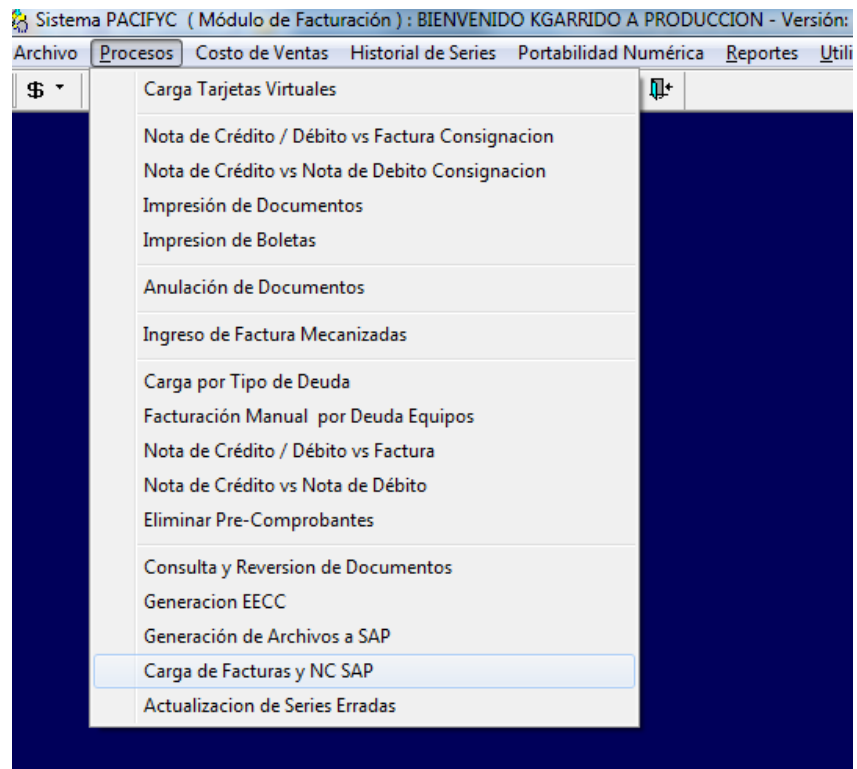 Sistema PACIFYC ( Módulo de Facturación ) : BIENVENIDO KGARRIDO A PRODUCCION - Versión:
Archivo Procesos Costo de Ventas Historial de Series Portabilidad Numérica Reportes Utili
$
Carga Tarjetas Virtuales
Nota de Crédito / Débito vs Factura Consignacion
Nota de Crédito vs Nota de Debito Consignacion
Impresión de Documentos
Impresion de Boletas
Anulación de Documentos
Ingreso de Factura Mecanizadas
Carga por Tipo de Deuda
Facturación Manual  por Deuda Equipos
Nota de Crédito / Débito vs Factura
Nota de Crédito vs Nota de Débito
Eliminar Pre-Comprobantes
Consulta y Reversion de Documentos
Generacion EECC
Generación de Archivos a SAP
Carga de Facturas y NC SAP
Actualizacion de Series Erradas